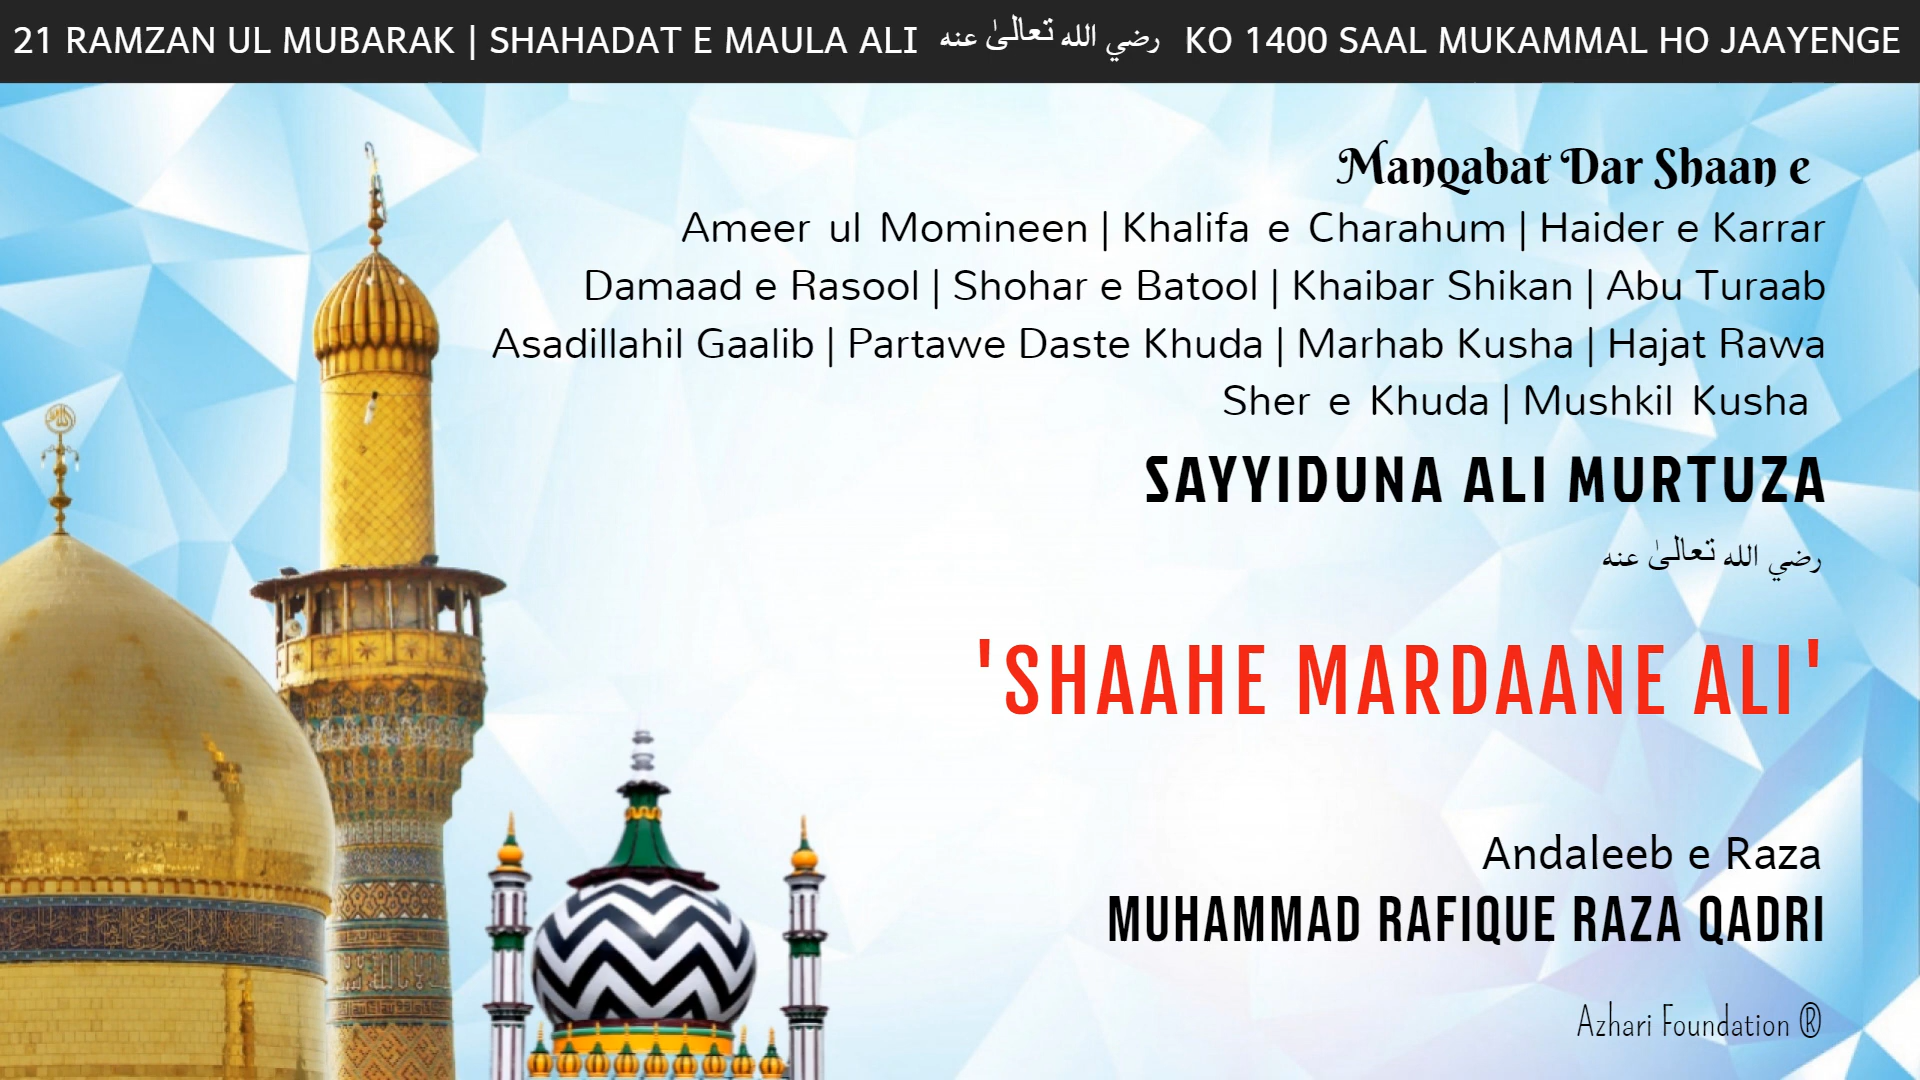 21 RAMZAN UL MUBARAK | SHAHADAT E MAULA ALI رضي الله تعالىٰ عنه KO 1400 SAAL MUKAMMAL HO JAAYENGE
Manqabat Dar Shaan e
Ameer ul Momineen | Khalifa e Charahum | Haider e Karrar
Damaad e Rasool | Shohar e Batool | Khaibar Shikan | Abu Turaab
Asadillahil Gaalib | Partawe Daste Khuda | Marhab Kusha | Hajat Rawa
Sher e Khuda | Mushkil Kusha
SAYYIDUNA ALI MURTUZA
رضي الله تعالىٰ عنه
'SHAAHE MARDAANE ALI'
Andaleeb e Raza
MUHAMMAD RAFIQUE RAZA QADRI
Azhari Foundation ®